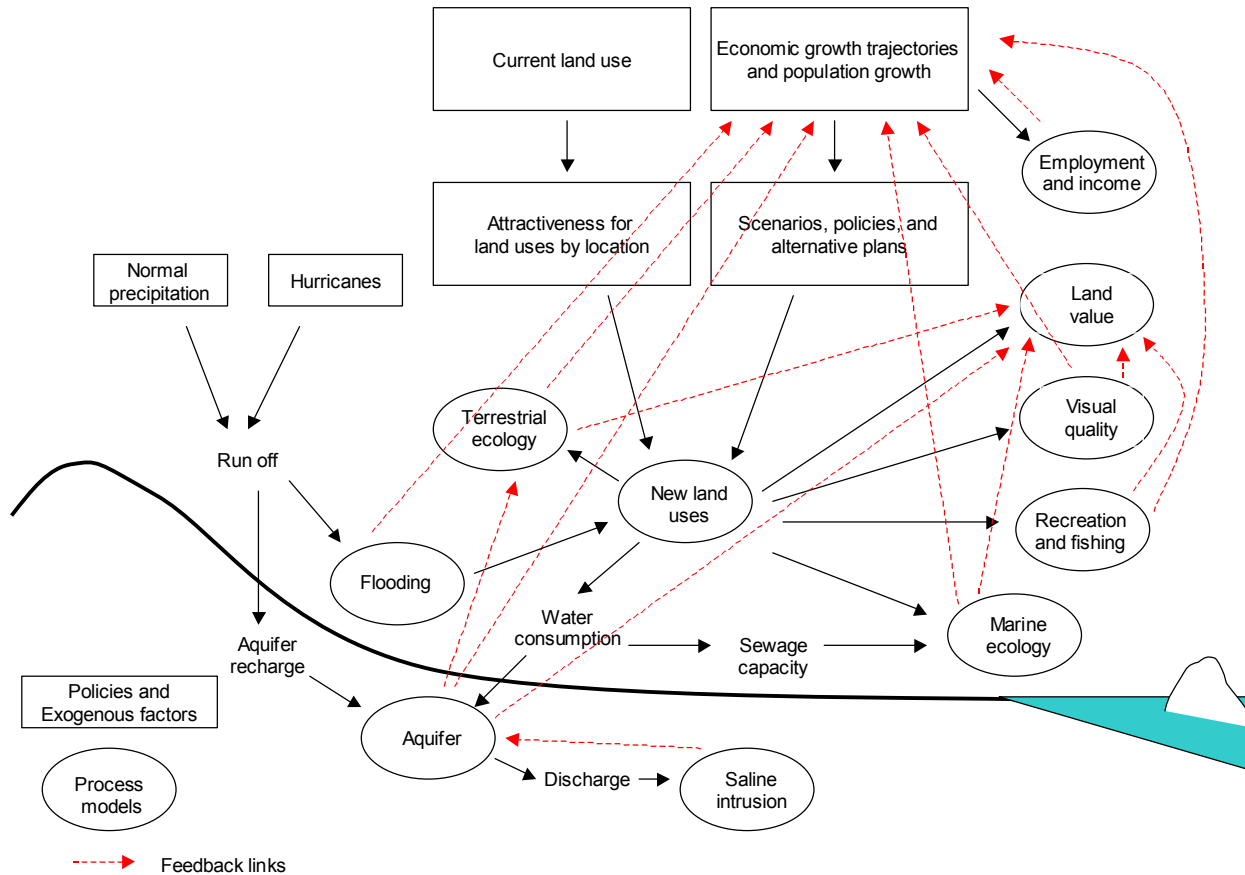 Current land use
Economic growth trajectories
and population growth
Employment
and income
Attractiveness for
land uses by location
Scenarios, policies, and
alternative plans
Normal
precipitation
Hurricanes
Land
value
Terrestrial
ecology
Visual
quality
Run off
New land
uses
Recreation
and fishing
Flooding
Water
consumption
Marine
ecology
Sewage
capacity
Aquifer
recharge
Policies and
Exogenous factors
Aquifer
Discharge
Saline
intrusion
Process
models
Feedback links